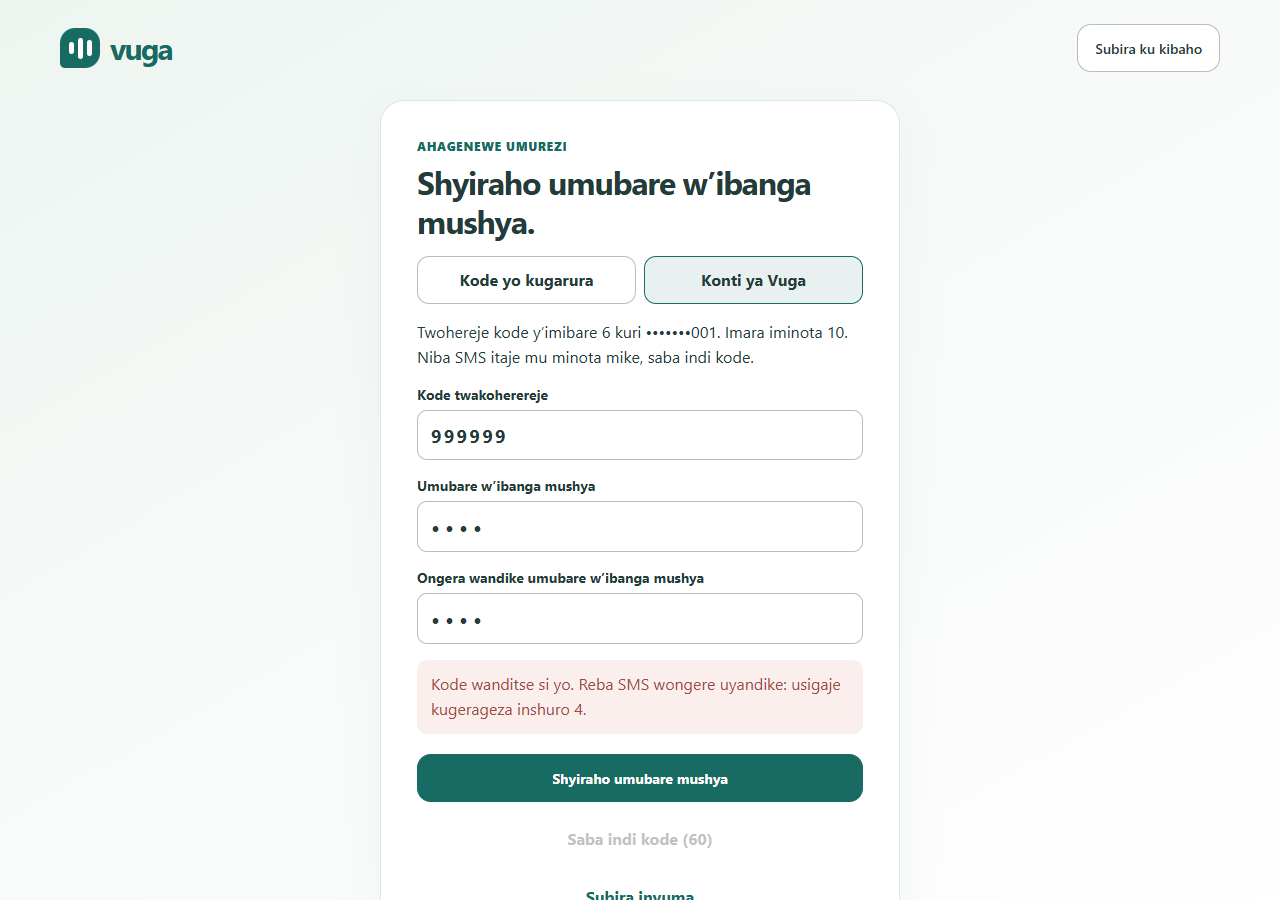 vuga
Subira ku kibaho
AHAGENEWE UMUREZI
Shyiraho umubare w’ibanga
mushya.
Kode yo kugarura
Konti ya Vuga
Twohereje kode y’imibare 6 kuri •••••••001. Imara iminota 10.
Niba SMS itaje mu minota mike, saba indi kode.
Kode twakoherereje
999999
Umubare w’ibanga mushya
••••
Ongera wandike umubare w’ibanga mushya
••••
Kode wanditse si yo. Reba SMS wongere uyandike: usigaje
kugerageza inshuro 4.
Shyiraho umubare mushya
Saba indi kode (60)
Subira inyuma